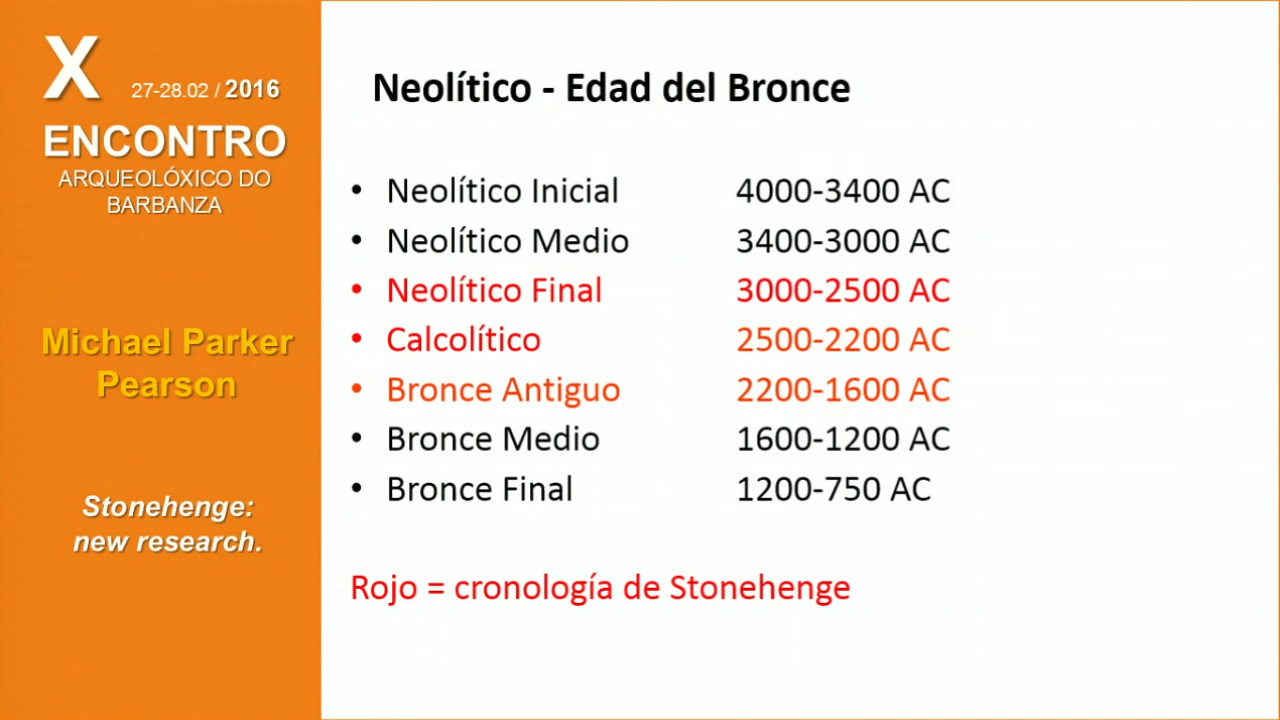 X
27-28.02 / 2016
ENCONTRO
ARQUEOLÓXICO DO
BARBANZA
Michael Parker
Pearson
Stonehenge:
new research.
Neolítico - Edad del Bronce
• Neolítico Inicial 4000-3400 AC
• Neolítico Medio 3400-3000 AC
• Neolítico Final 3000-2500 AC
• Calcolítico 2500-2200 AC
• Bronce Antiguo 2200-1600 AC
• Bronce Medio 1600-1200 AC
• Bronce Final 1200-750 AC
Rojo = cronología de Stonehenge